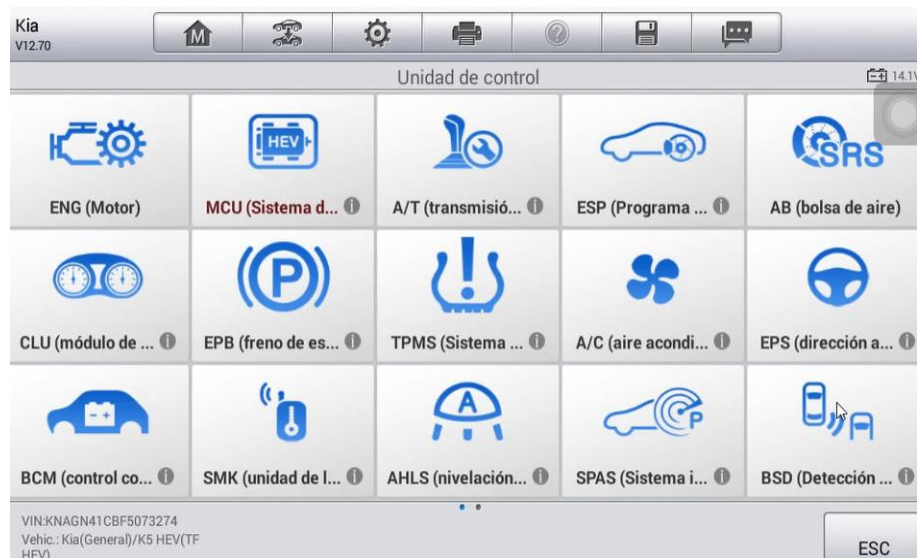 Kia
V12.70
M
Unidad de control
14.1V
HEV
SRS
ENG (Motor)
MCU (Sistema d...
A/T (transmisió...
ESP (Programa ...
AB (bolsa de aire)
P
CLU (módulo de ...
EPB (freno de es...
TPMS (Sistema ...
A/C (aire acondi...
EPS (dirección a...
A
P
BCM (control co...
SMK (unidad de l...
AHLS (nivelación...
SPAS (Sistema i...
BSD (Detección ...
VIN:KNAGN41CBF5073274
Vehic.: Kia(General)/K5 HEV(TF
HEV)
ESC